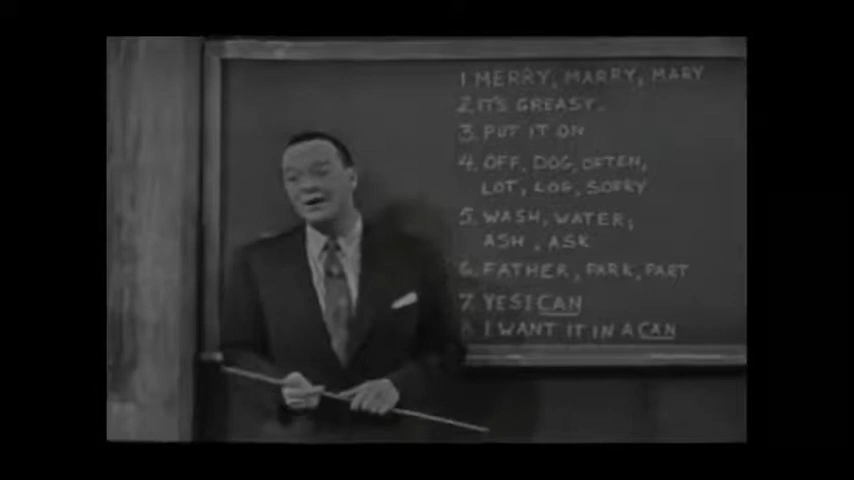 1 MERRY, MARRY, MARY
2. IT'S GREASY.
3. PUT IT ON
4. OFF, DOG, OFTEN,
LOT, LOG, SORRY
5. WASH, WATER,
ASH, ASK
6. FATHER, PARK, PART
7. YES I CAN
8. I WANT IT IN A CAN